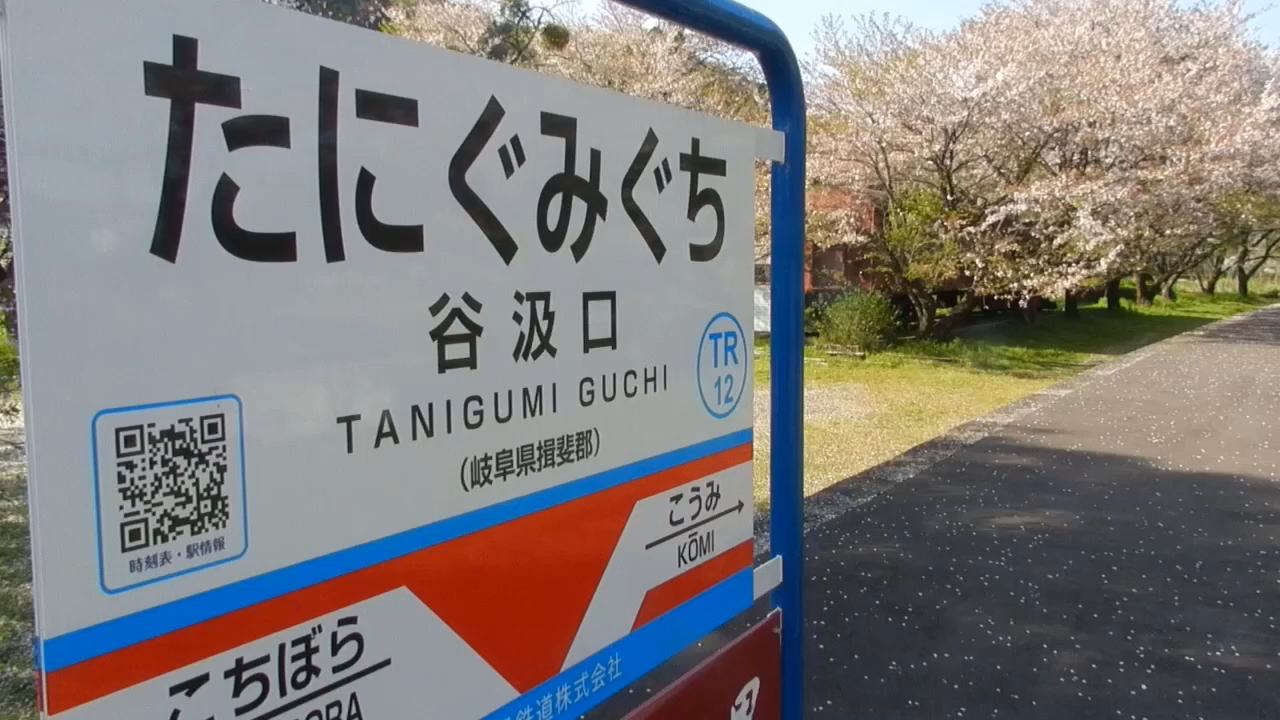 たにぐみぐち
谷汲口
TANIGUMI GUCHI
TR
12
(岐阜県揖斐郡)
時刻表・駅情報
こうみ
KŌMI
こちぼら
鉄道株式会社